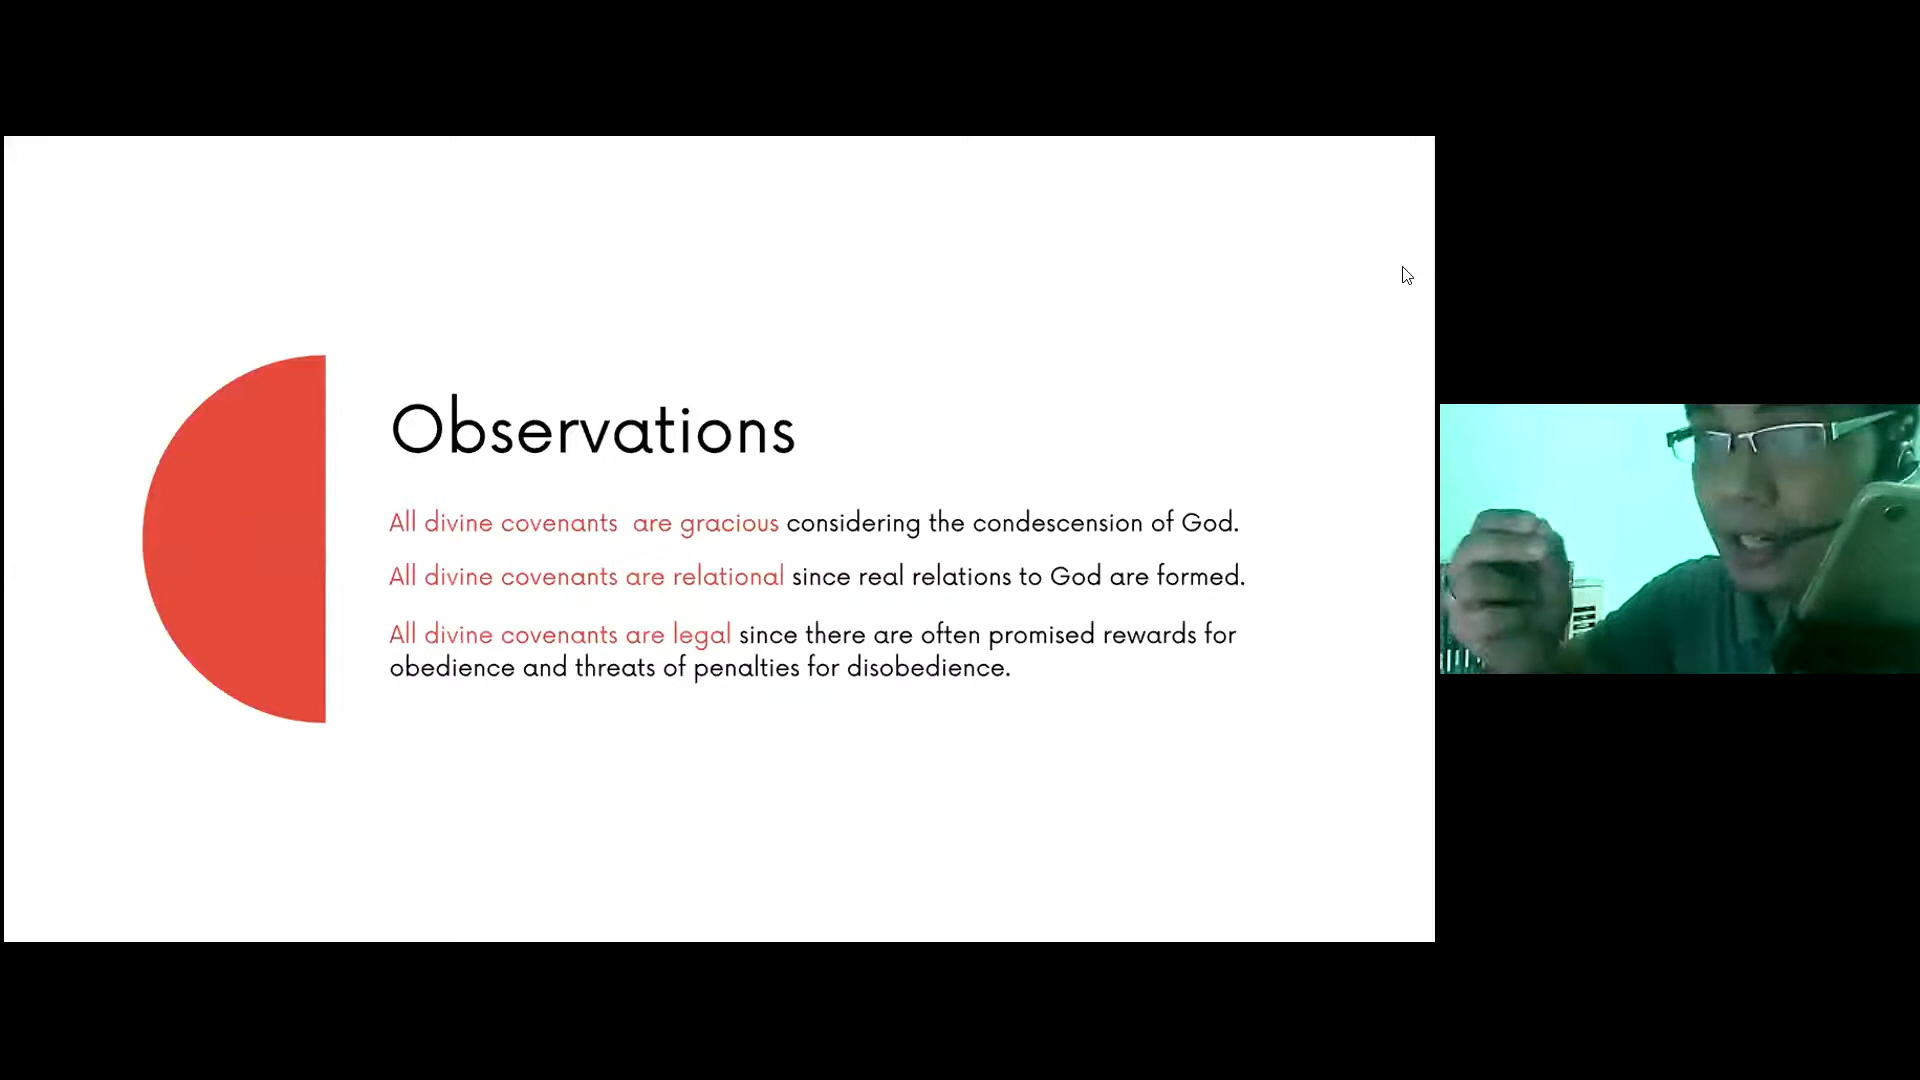 Observations
All divine covenants  are gracious considering the condescension of God.
All divine covenants are relational since real relations to God are formed.
All divine covenants are legal since there are often promised rewards for
obedience and threats of penalties for disobedience.